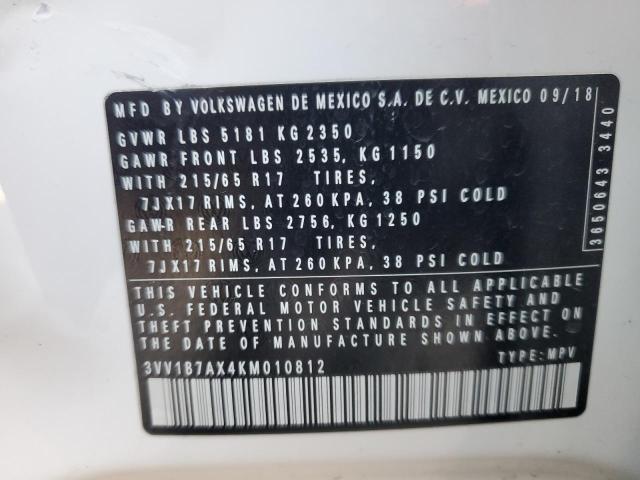 MFD BY VOLKSWAGEN DE MEXICO S.A. DE C.V. MEXICO 09/18
GVWR LBS 5181 KG 2350
GAWR FRONT LBS 2535, KG 1150
WITH 215/65 R17 TIRES,
7JX17 RIMS, AT 260 KPA, 38 PSI COLD
GAWR REAR LBS 2756, KG 1250
WITH 215/65 R17 TIRES,
7JX17 RIMS, AT 260 KPA, 38 PSI COLD
THIS VEHICLE CONFORMS TO ALL APPLICABLE
U.S. FEDERAL MOTOR VEHICLE SAFETY AND
THEFT PREVENTION STANDARDS IN EFFECT ON
THE DATE OF MANUFACTURE SHOWN ABOVE.
3VV1B7AX4KM010812 TYPE: MPV
3650643 3440